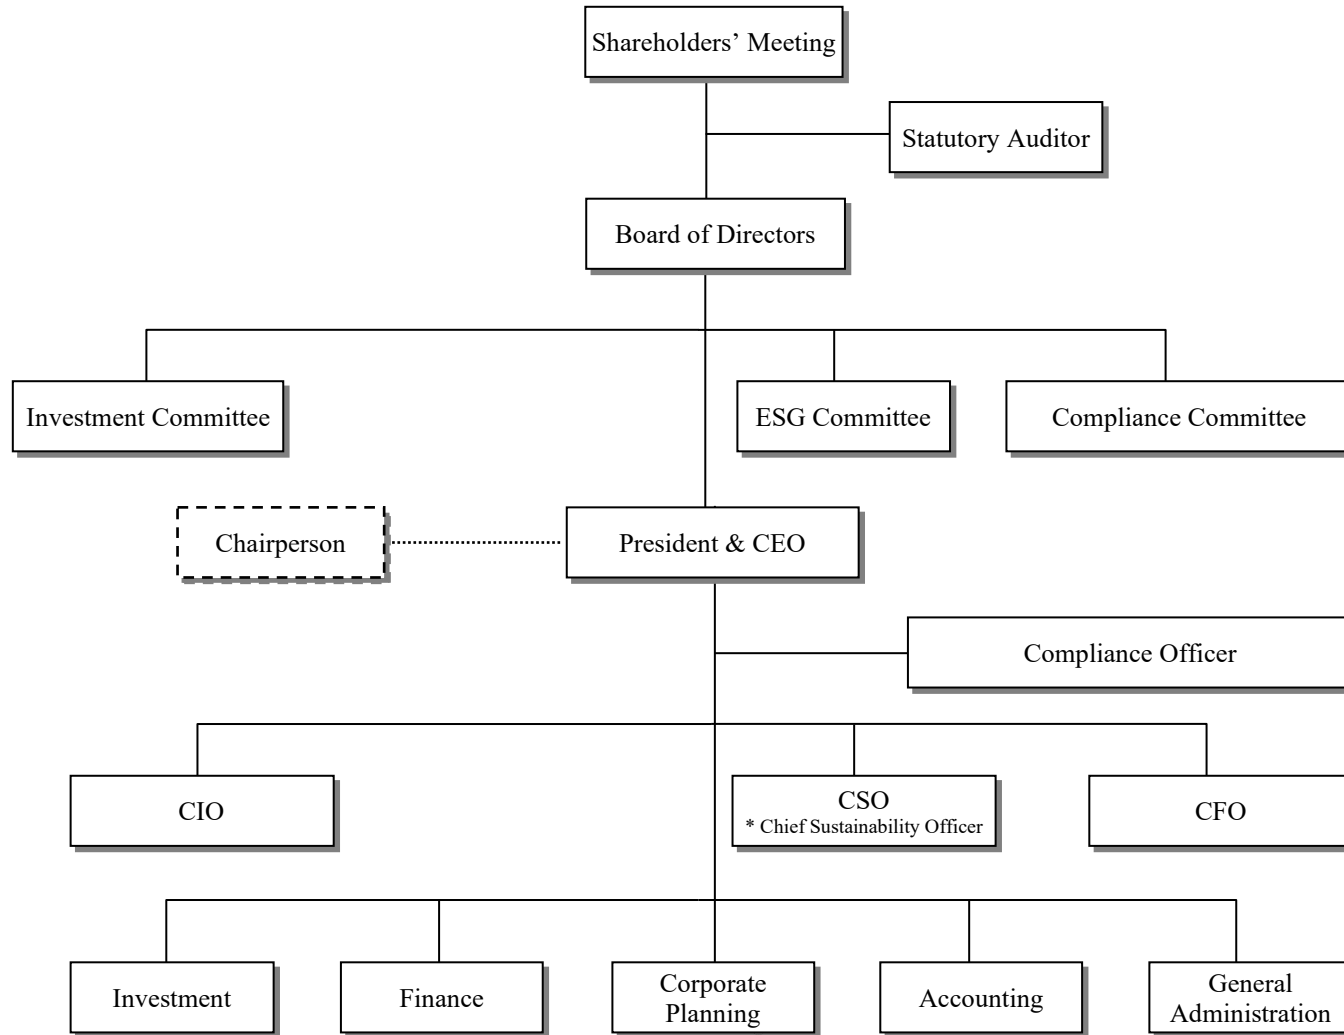 Shareholders’ Meeting
Statutory Auditor
Board of Directors
Investment Committee
ESG Committee
Compliance Committee
Chairperson
President & CEO
Compliance Officer
CIO
CSO
* Chief Sustainability Officer
CFO
Investment
Finance
Corporate
Planning
Accounting
General
Administration